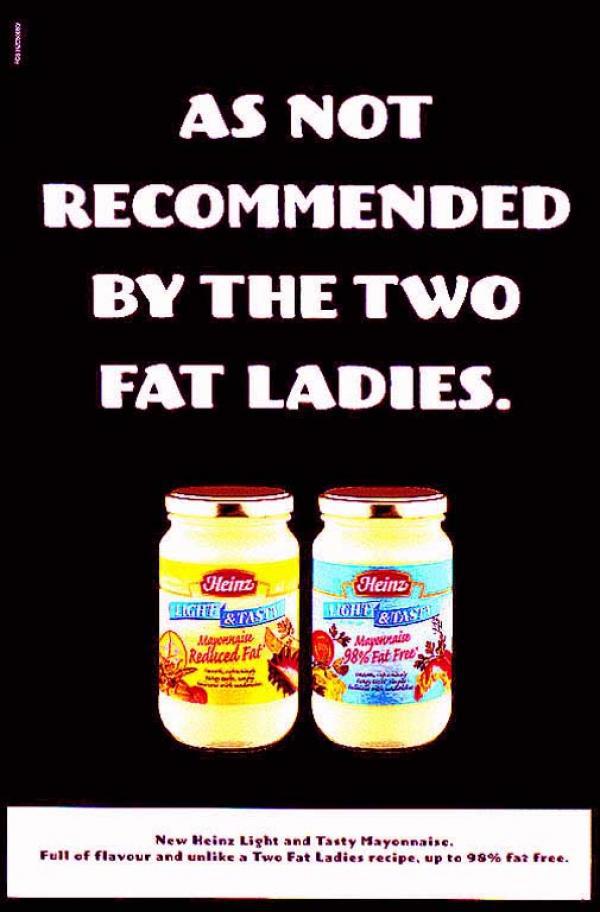 AS NOT
RECOMMENDED
BY THE TWO
FAT LADIES.
Heinz
LIGHT & TASTY
Mayonnaise
Reduced Fat
Heinz
LIGHT & TASTY
Mayonnaise
98% Fat Free
New Heinz Light and Tasty Mayonnaise.
Full of flavour and unlike a Two Fat Ladies recipe, up to 98% fat free.